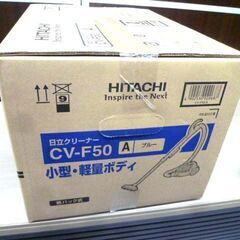 HITACHI
Inspire the Next
9
日立クリーナー
CV-F50 A ブルー
小型・軽量ボディ
紙パック式